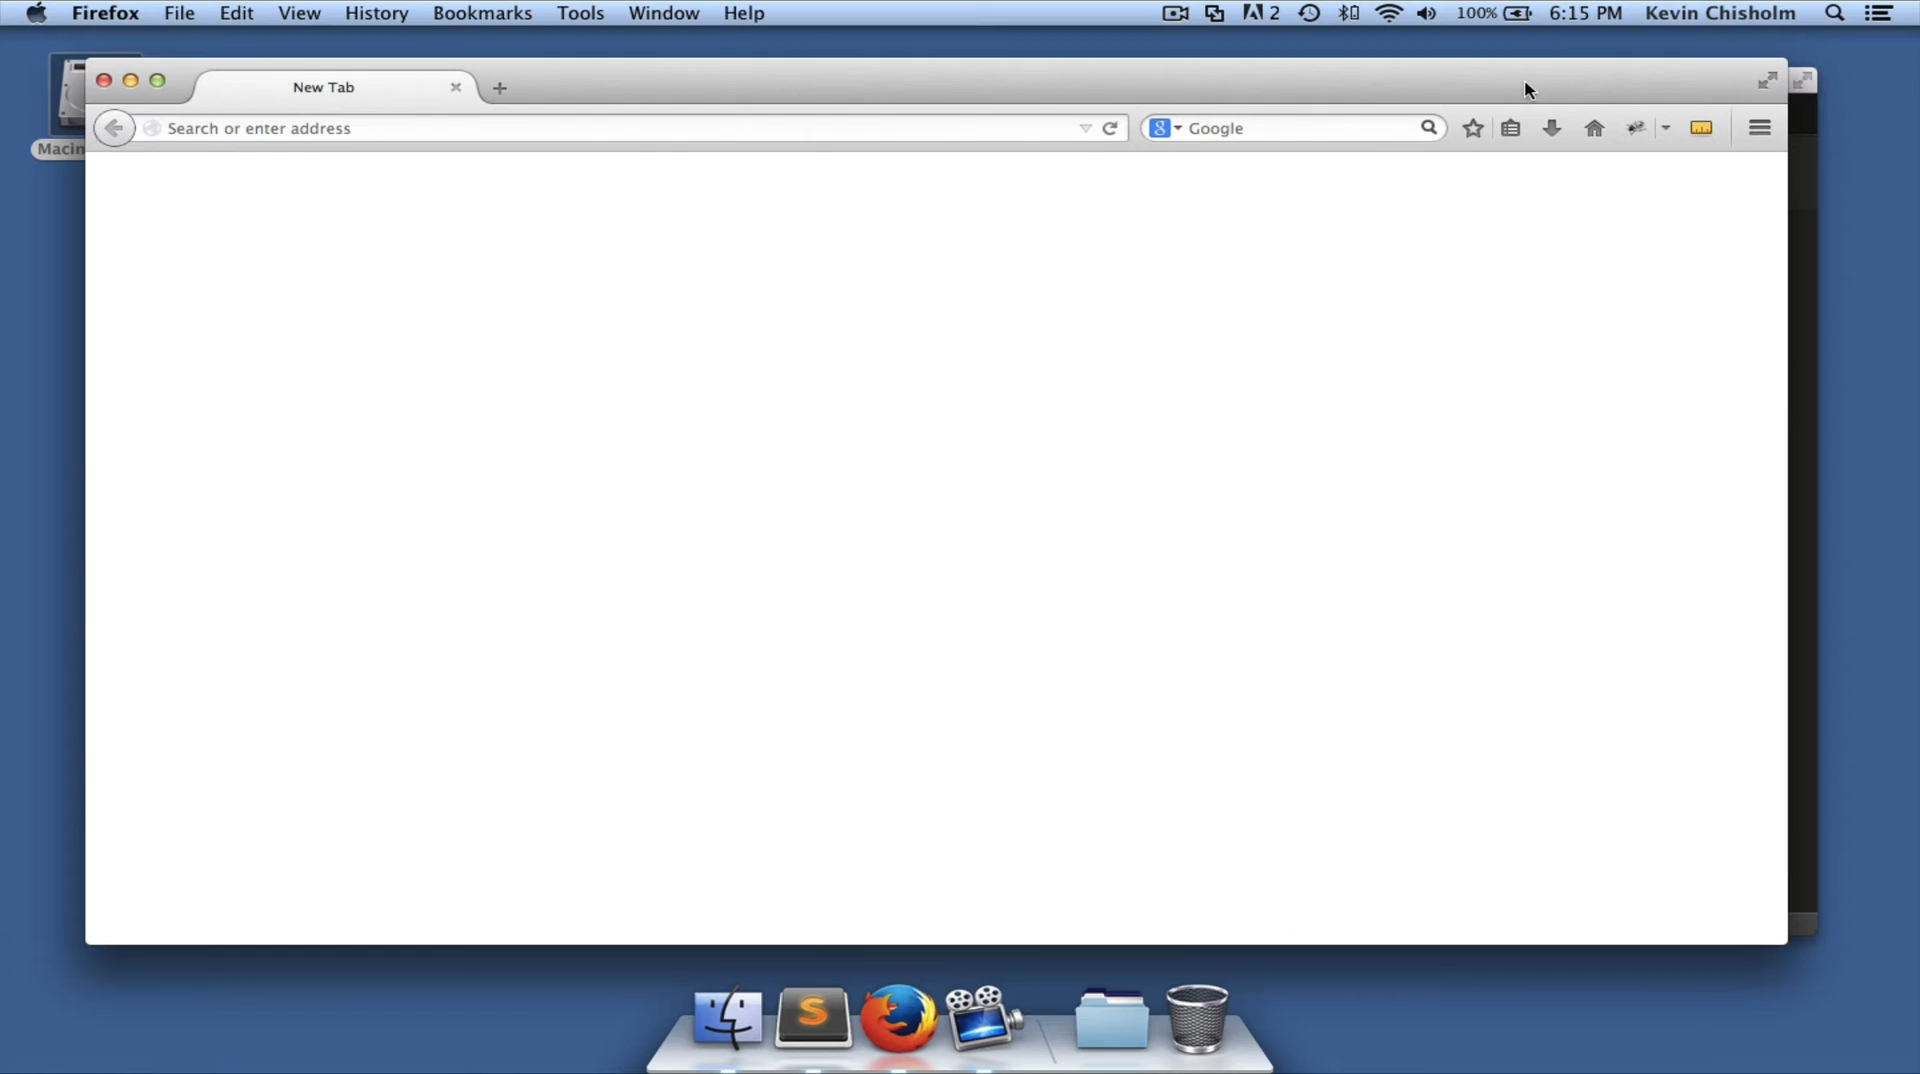 Firefox File Edit View History Bookmarks Tools Window Help 2 100% 6:15 PM Kevin Chisholm
New Tab
Search or enter address
Google
Macin